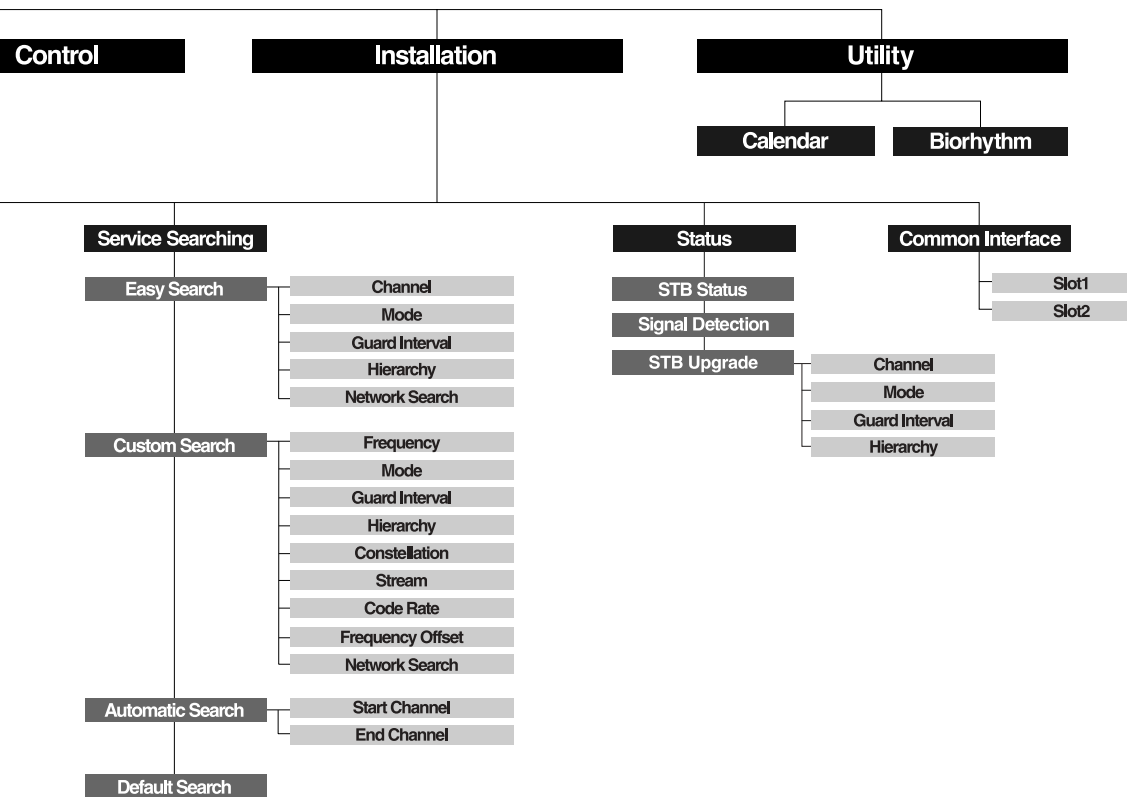 Control
Installation
Utility
Calendar
Biorhythm
Service Searching
Status
Common Interface
Easy Search
Channel
Mode
Guard Interval
Hierarchy
Network Search
Custom Search
Frequency
Mode
Guard Interval
Hierarchy
Constellation
Stream
Code Rate
Frequency Offset
Network Search
Automatic Search
Start Channel
End Channel
Default Search
STB Status
Signal Detection
STB Upgrade
Channel
Mode
Guard Interval
Hierarchy
Slot1
Slot2